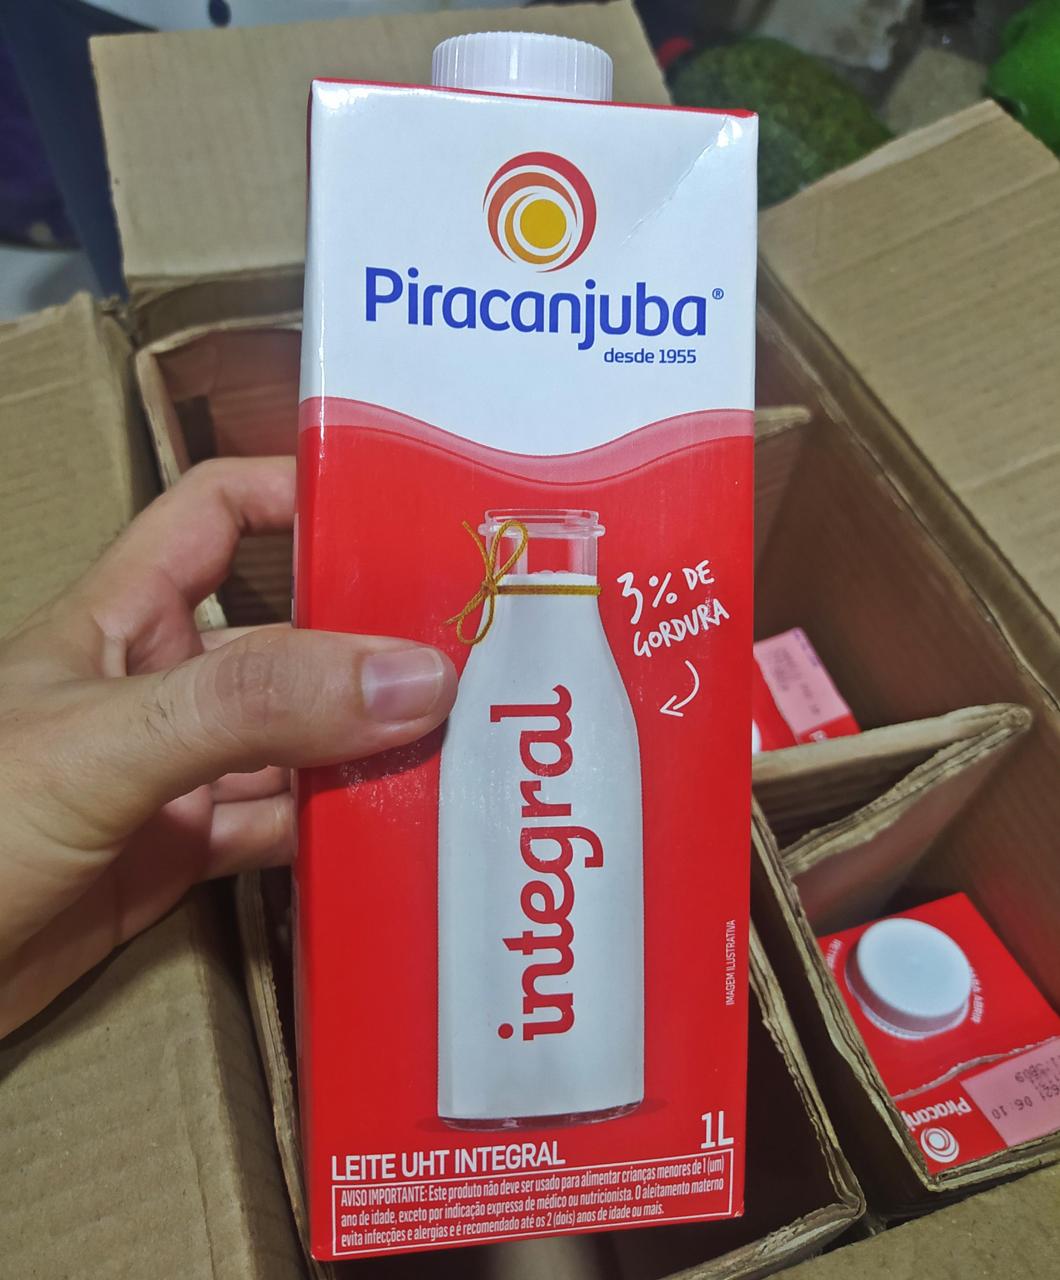 Piracanjuba®
desde 1955
3% DE
GORDURA
integral
IMAGEM ILUSTRATIVA
1L
LEITE UHT INTEGRAL
AVISO IMPORTANTE: Este produto não deve ser usado para alimentar crianças menores de 1 (um)
ano de idade, exceto por indicação expressa de médico ou nutricionista. O aleitamento materno
evita infecções e alergias e é recomendado até os 2 (dois) anos de idade ou mais.